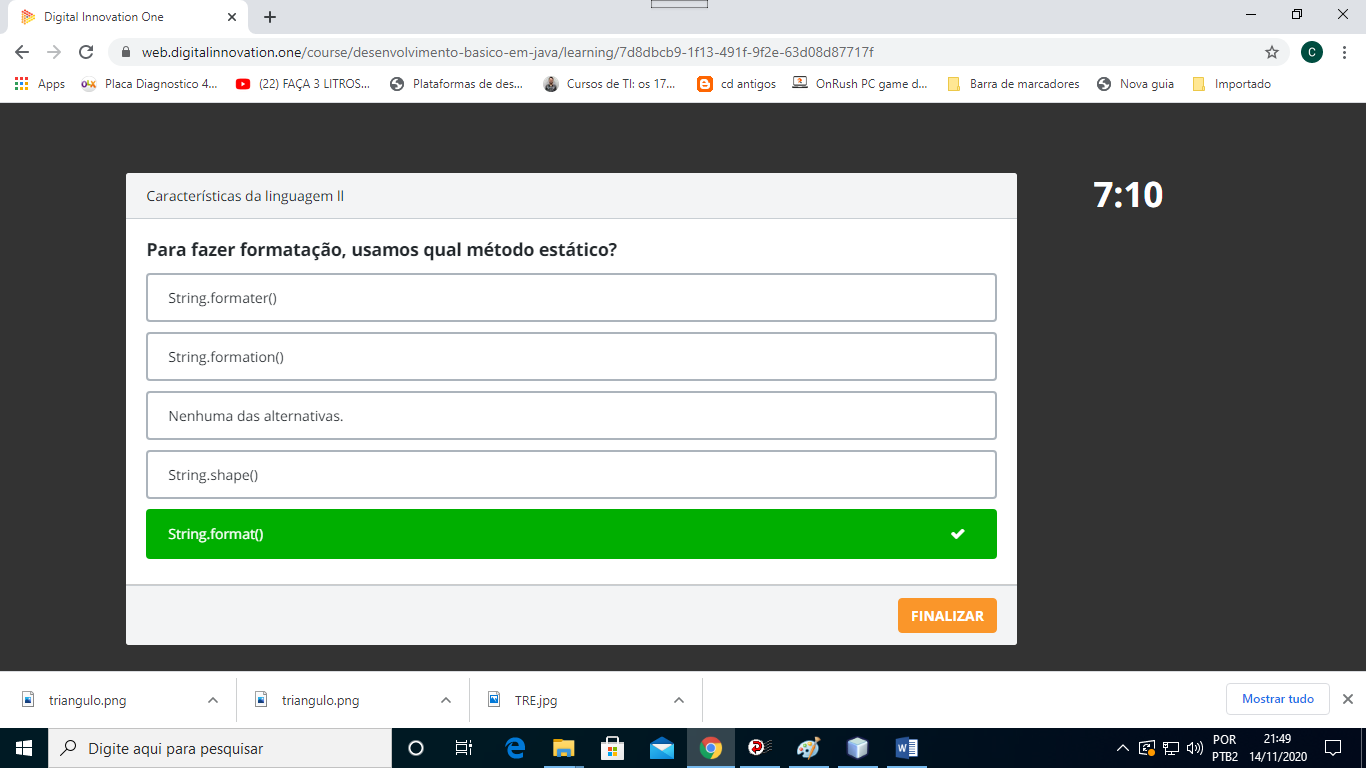 Digital Innovation One
web.digitalinnovation.one/course/desenvolvimento-basico-em-java/learning/7d8dbcb9-1f13-491f-9f2e-63d08d87717f
C
Apps
Placa Diagnostico 4...
(22) FAÇA 3 LITROS...
Plataformas de des...
Cursos de TI: os 17...
cd antigos
OnRush PC game d...
Barra de marcadores
Nova guia
Importado
Características da linguagem II
7:10
Para fazer formatação, usamos qual método estático?
String.formater()
String.formation()
Nenhuma das alternativas.
String.shape()
String.format()
FINALIZAR
triangulo.png
triangulo.png
TRE.jpg
Mostrar tudo
Digite aqui para pesquisar
POR
PTB2
21:49
14/11/2020